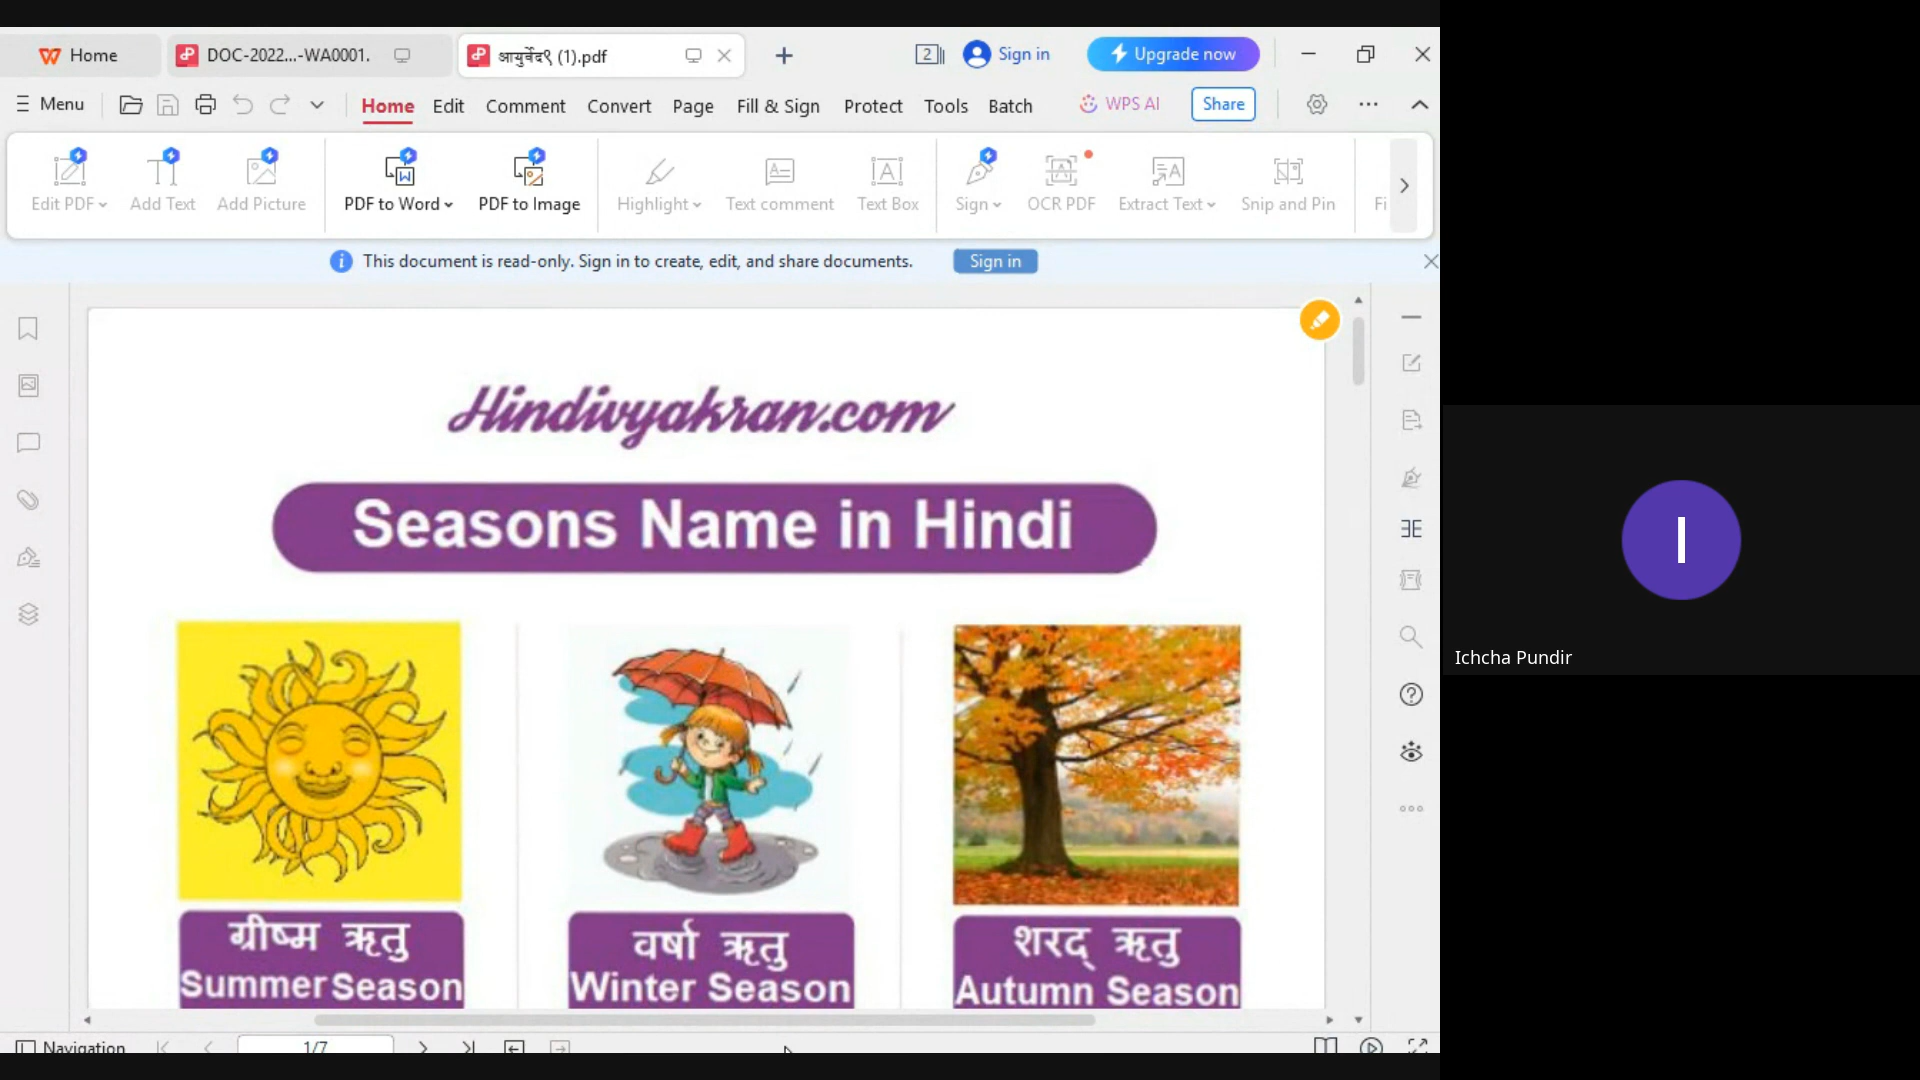 Home
DOC-2022...-WA0001.
आयुर्वेद९ (1).pdf
2
Sign in
Upgrade now
Menu
Home
Edit
Comment
Convert
Page
Fill & Sign
Protect
Tools
Batch
WPS AI
Share
Edit PDF
Add Text
Add Picture
PDF to Word
PDF to Image
Highlight
Text comment
Text Box
Sign
OCR PDF
Extract Text
Snip and Pin
Fi
This document is read-only. Sign in to create, edit, and share documents.
Sign in
Hindivyakran.com
Seasons Name in Hindi
ग्रीष्म ऋतु
Summer Season
वर्षा ऋतु
Winter Season
शरद् ऋतु
Autumn Season
Navigation
1/7
I
Ichcha Pundir